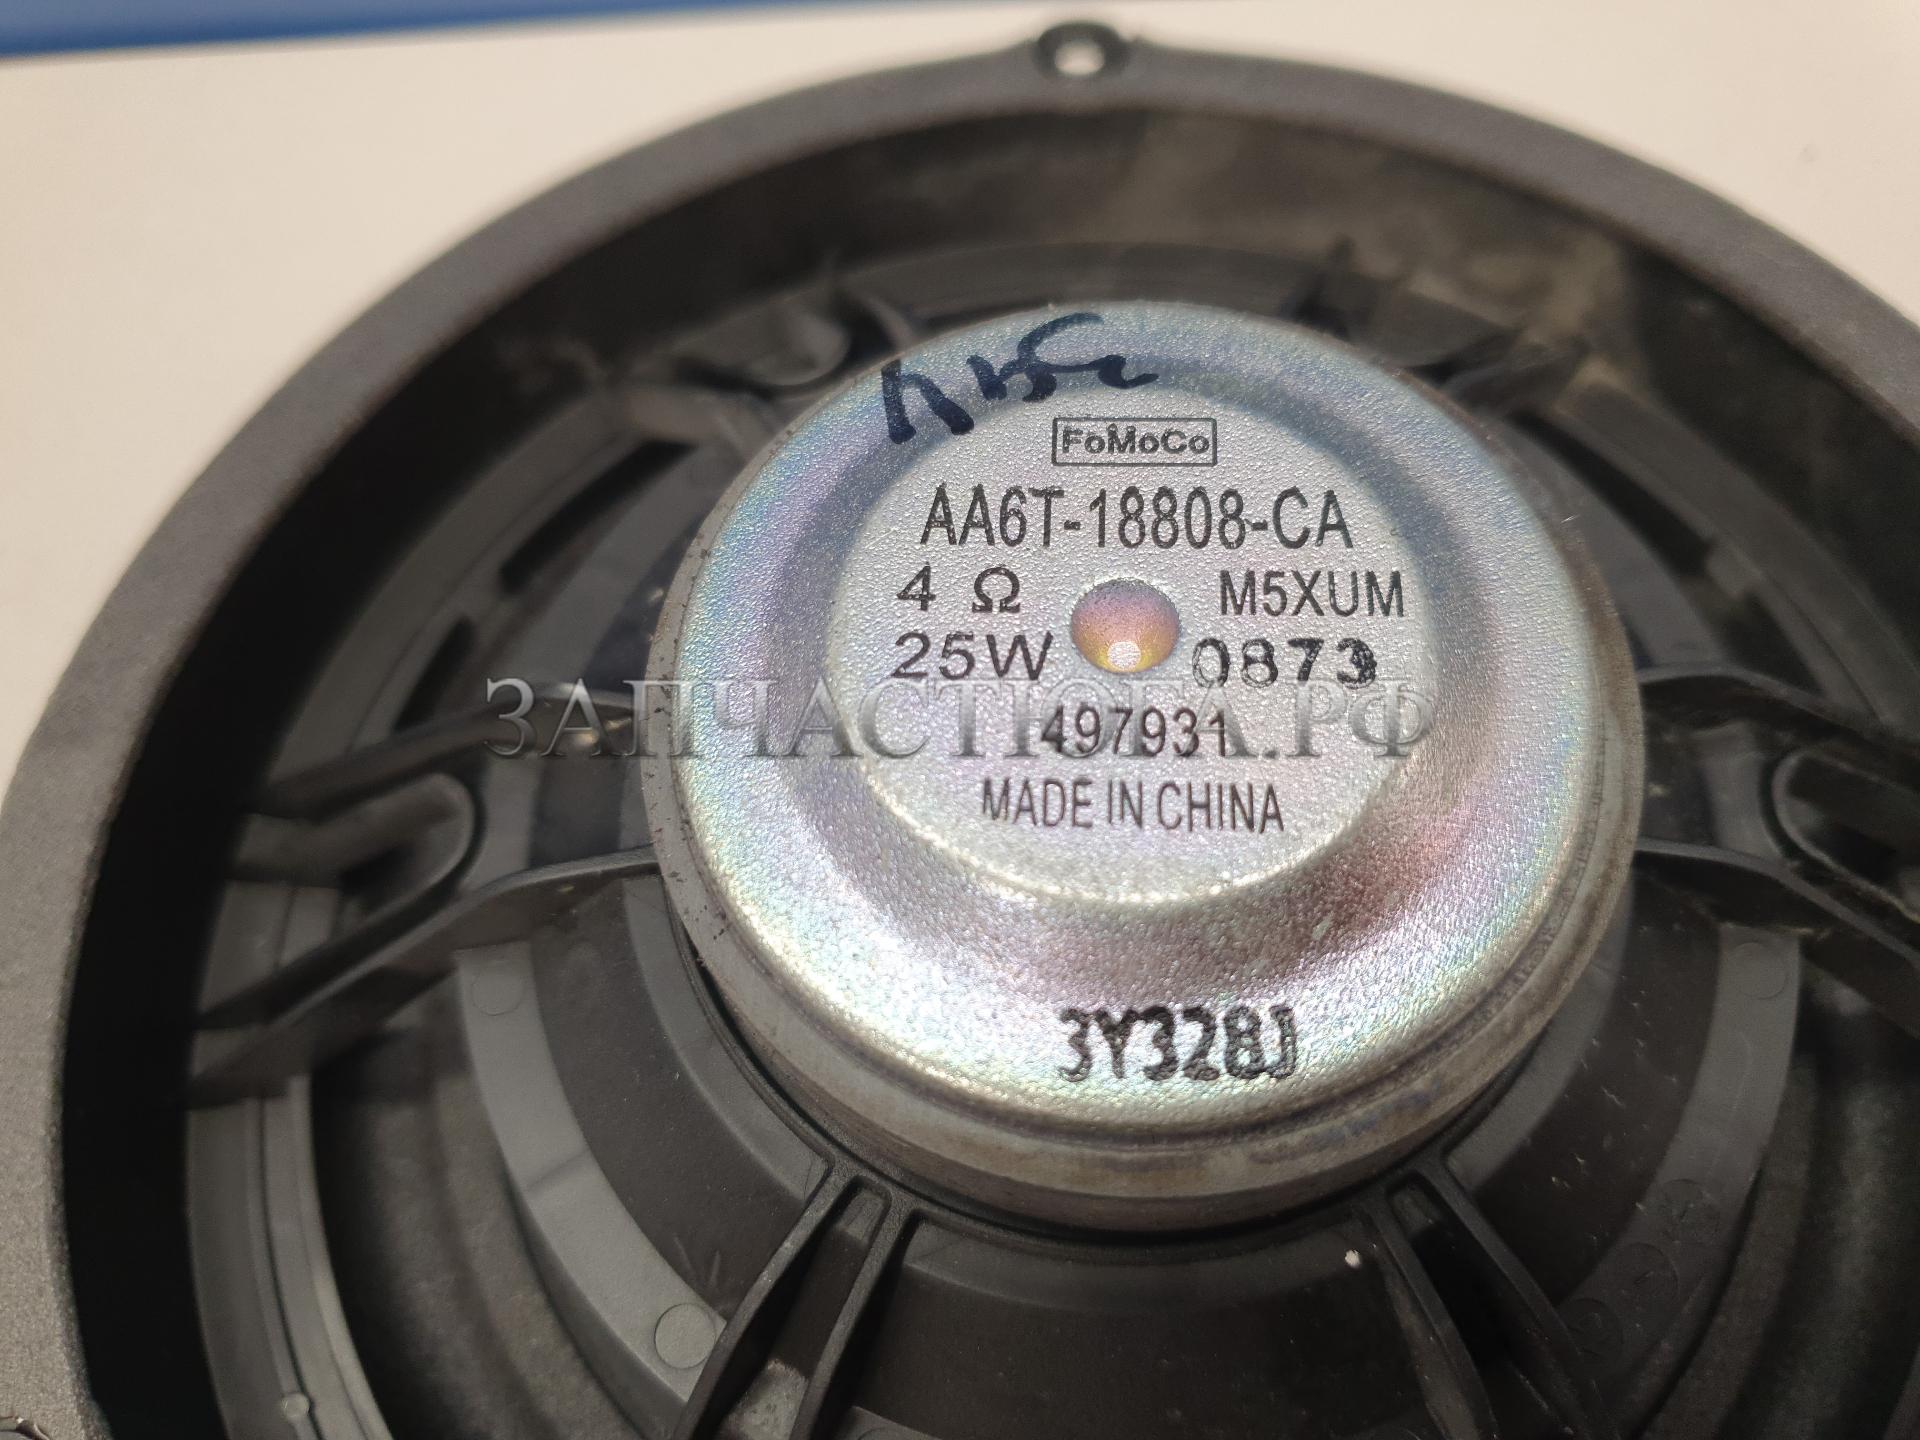 FoMoCo
AA6T-18808-CA
4 Ω M5XUM
25W 0873
ЗАПЧАСТЮГА.РФ
497931
MADE IN CHINA
3Y328J